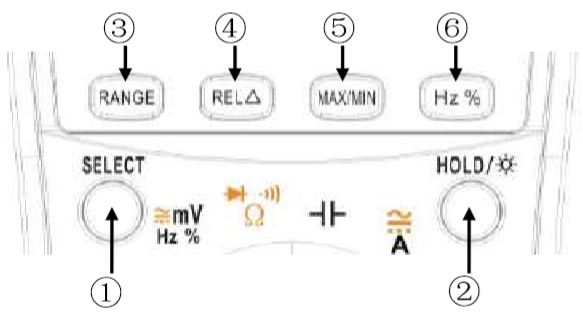 ③ ④ ⑤ ⑥
RANGE REL△ MAX/MIN Hz %
SELECT HOLD/☼
mV Ω A
Hz %
① ②